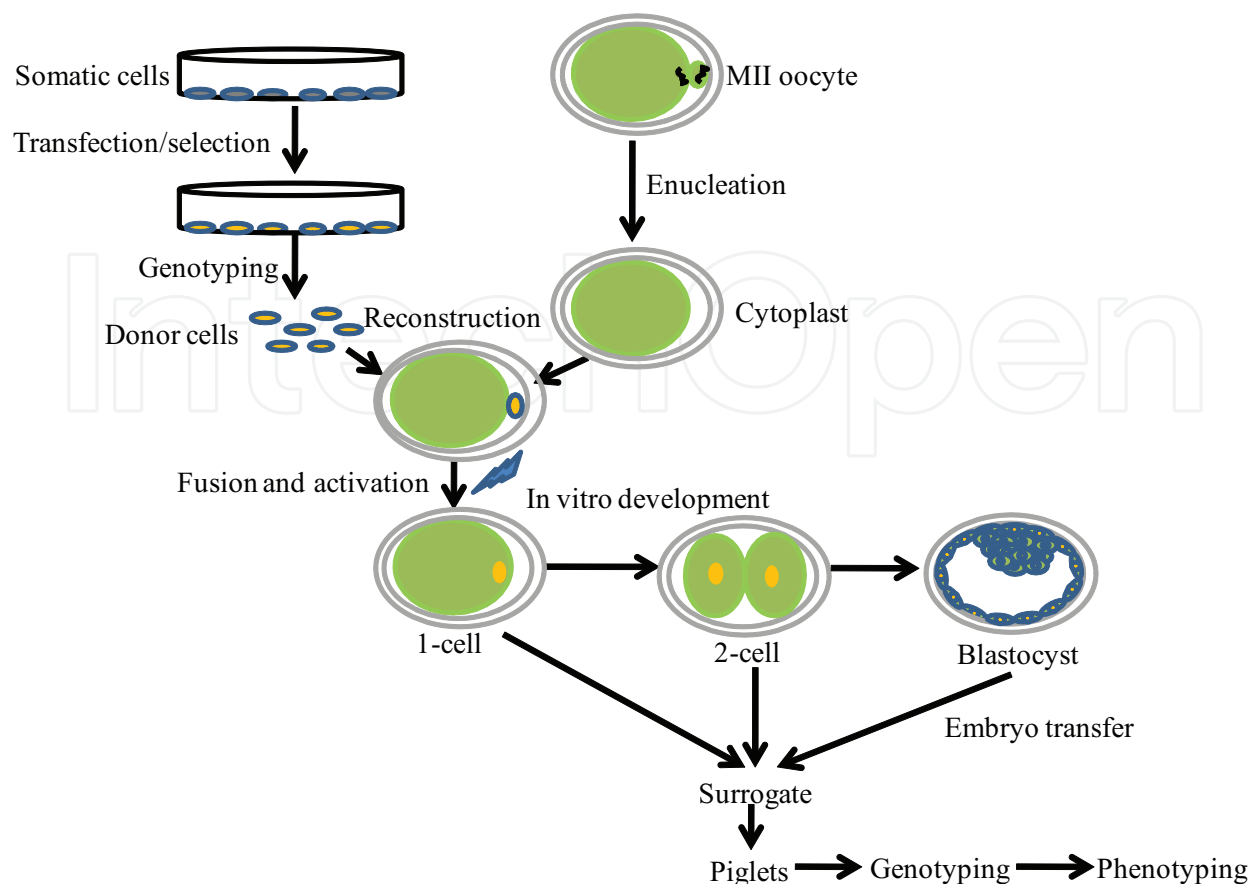 Somatic cells
MII oocyte
Transfection/selection
Enucleation
Genotyping
Cytoplast
Donor cells
Reconstruction
IntechOpen
Fusion and activation
In vitro development
1-cell
2-cell
Blastocyst
Embryo transfer
Surrogate
Piglets
Genotyping
Phenotyping